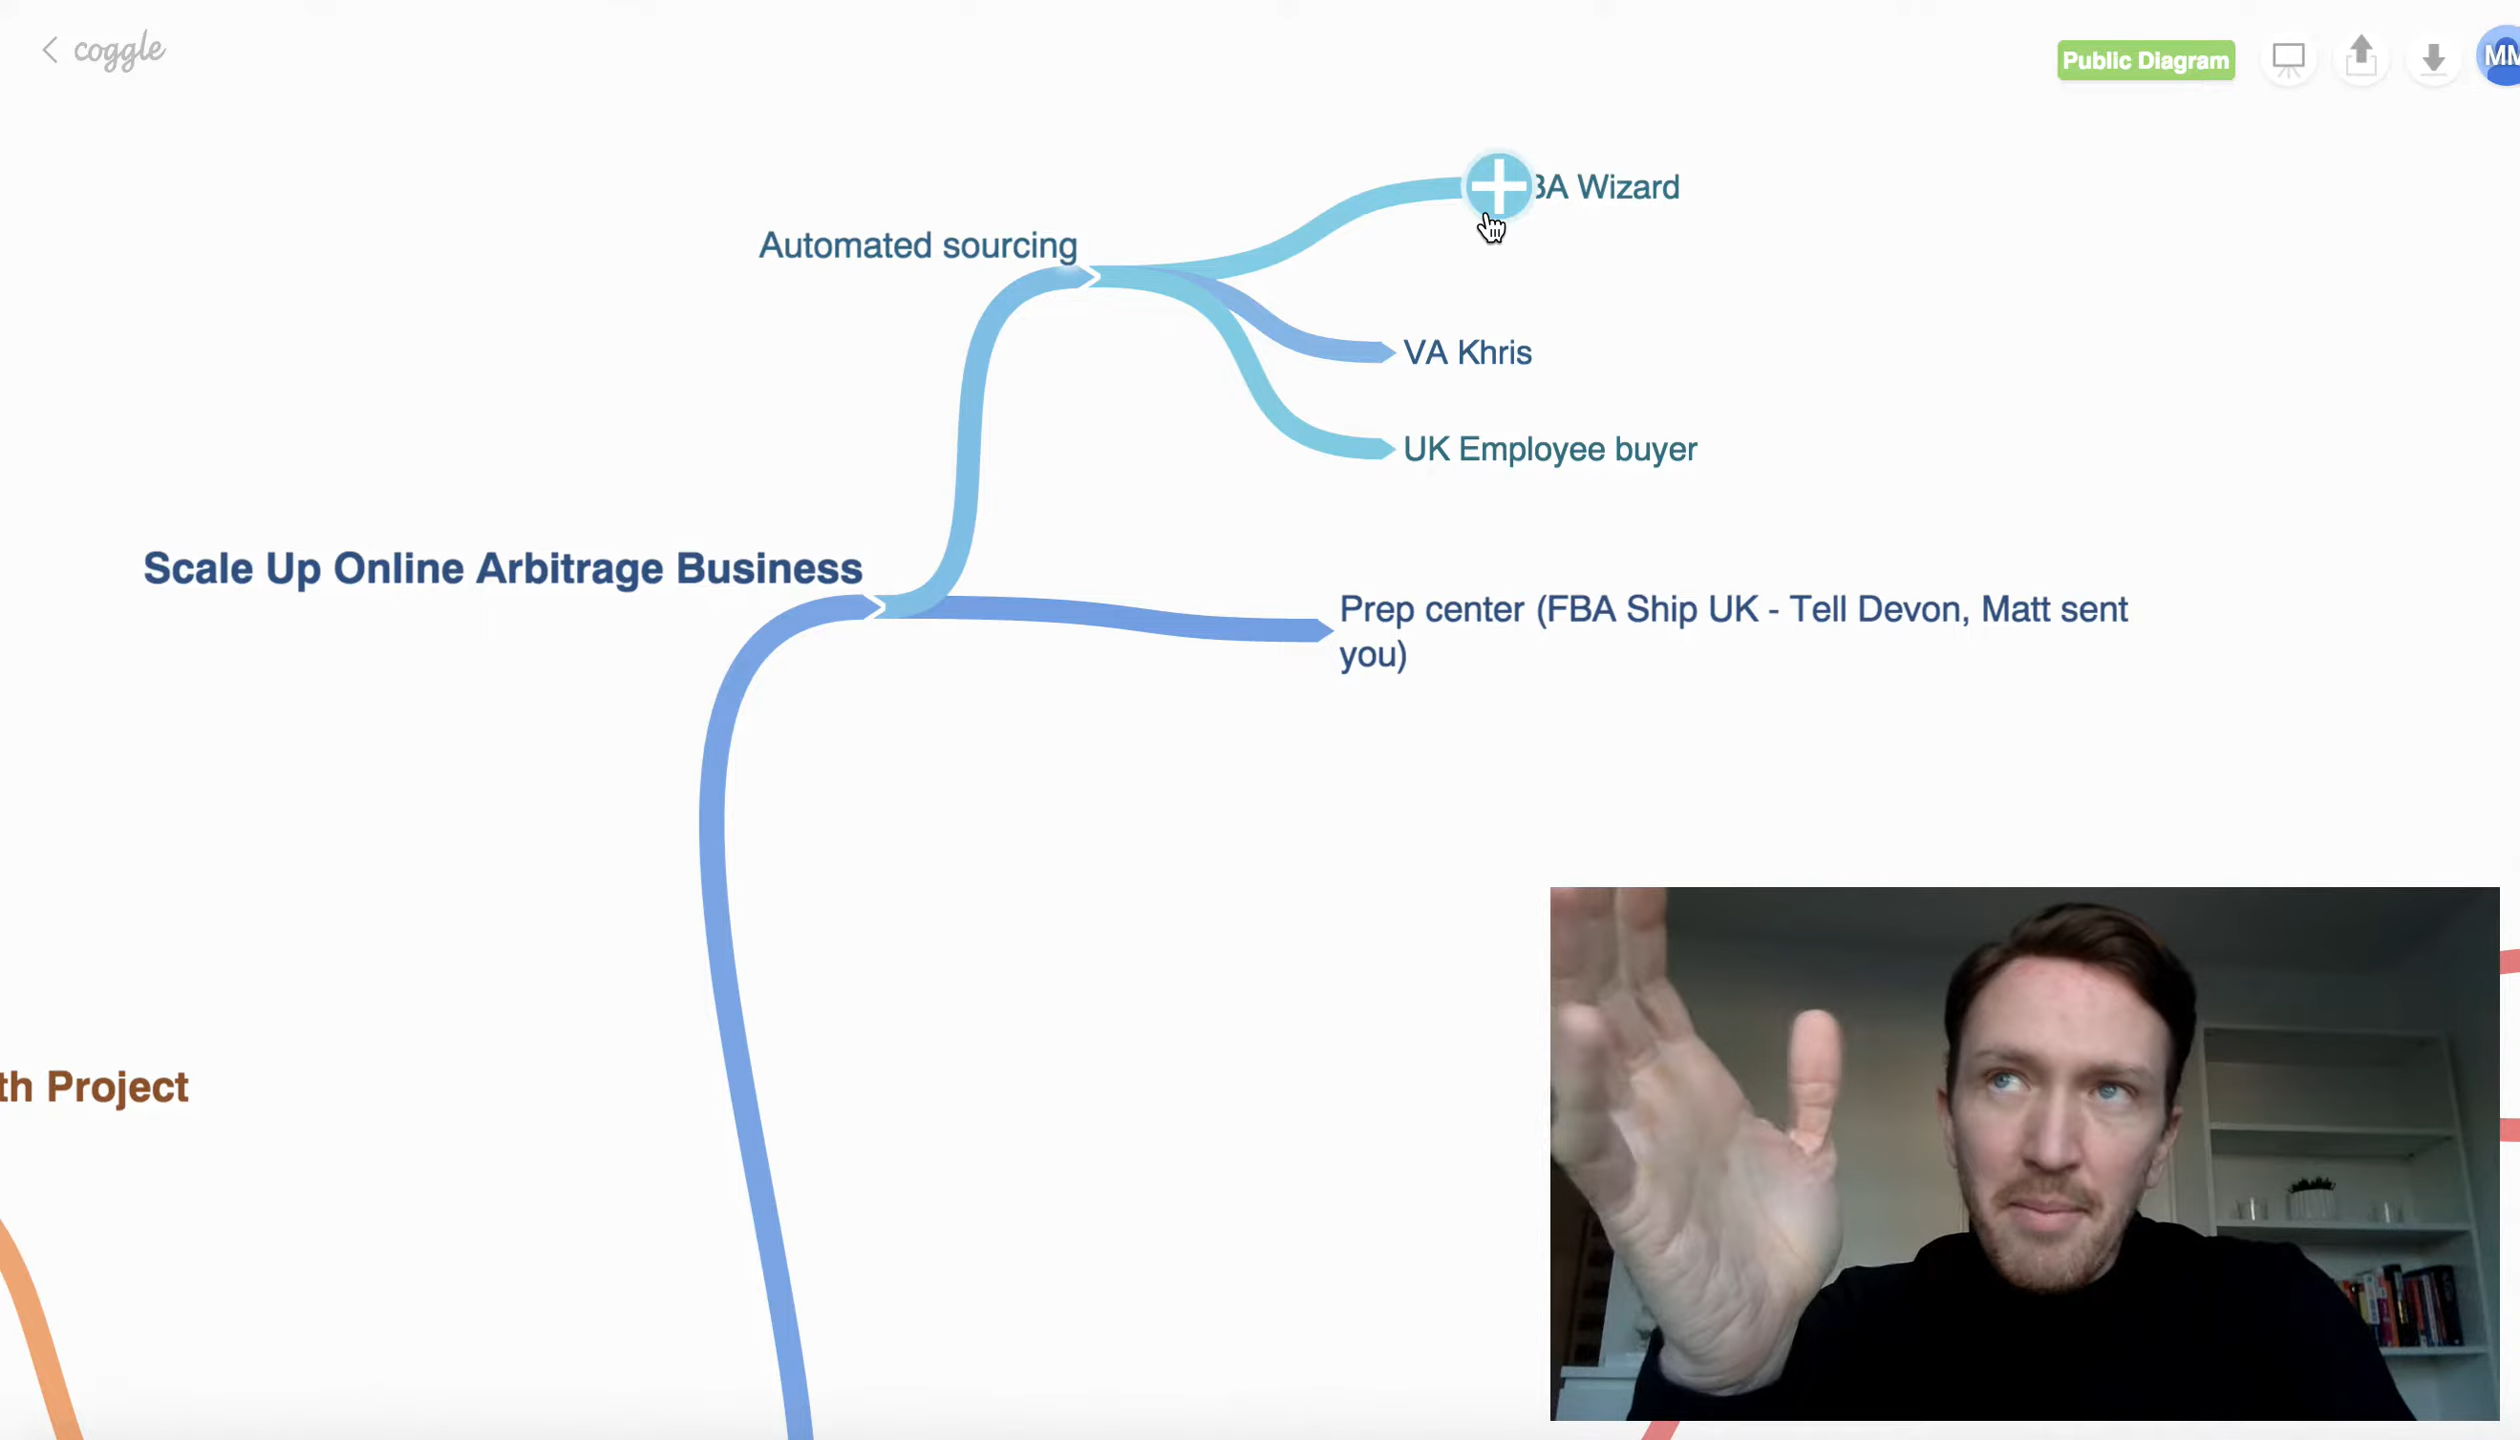 coggle
Public Diagram
MM
BA Wizard
Automated sourcing
VA Khris
UK Employee buyer
Scale Up Online Arbitrage Business
Prep center (FBA Ship UK - Tell Devon, Matt sent
you)
th Project